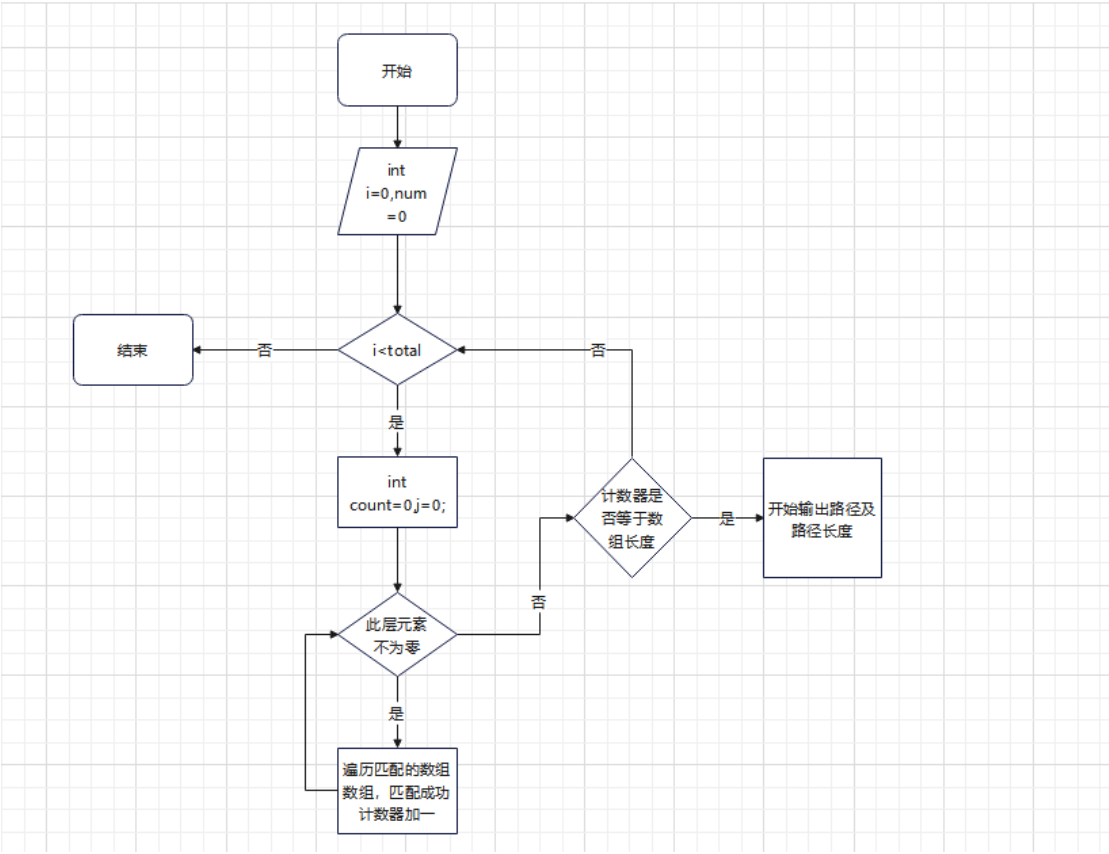 开始
int
i=0,num
=0
结束
否
i<total
否
是
int
count=0,j=0;
计数器是
否等于数
组长度
是
开始输出路径及
路径长度
否
此层元素
不为零
是
遍历匹配的数组
数组，匹配成功
计数器加一